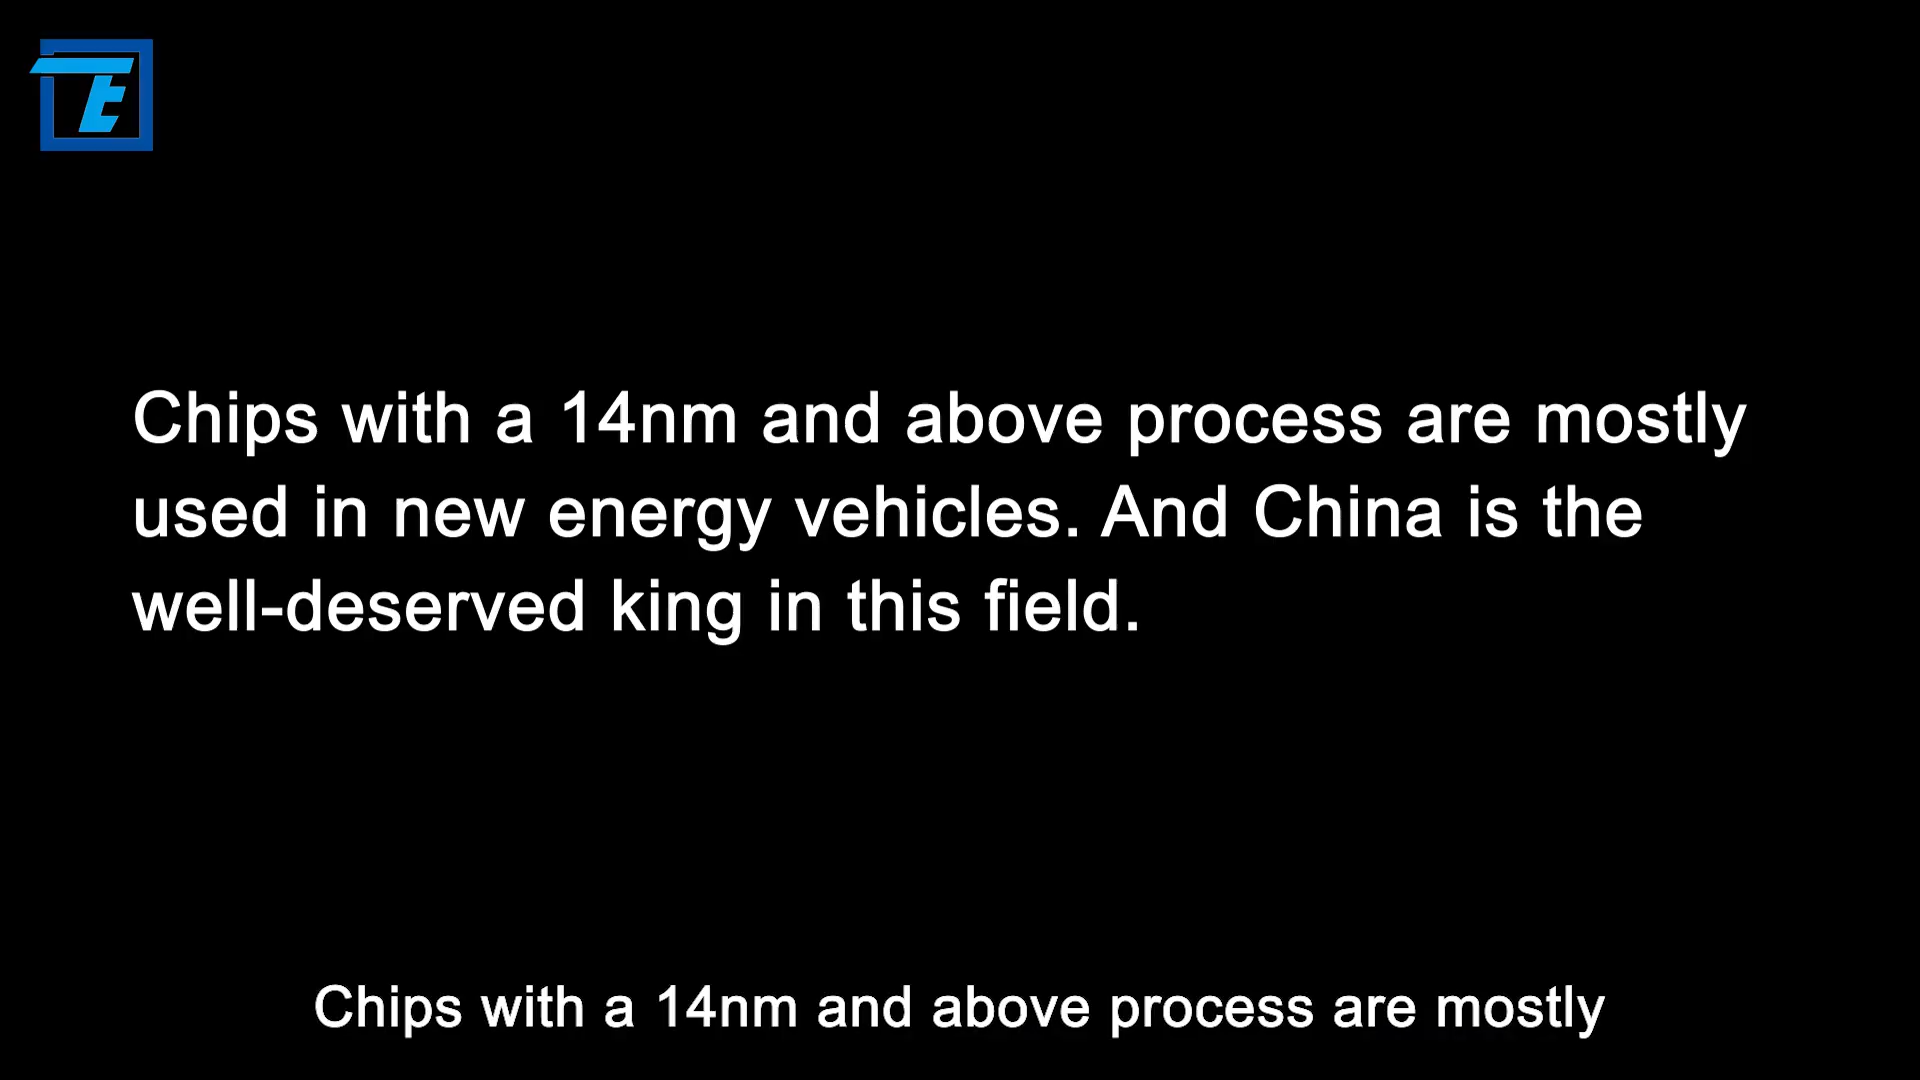 TE
Chips with a 14nm and above process are mostly
used in new energy vehicles. And China is the
well-deserved king in this field.
Chips with a 14nm and above process are mostly